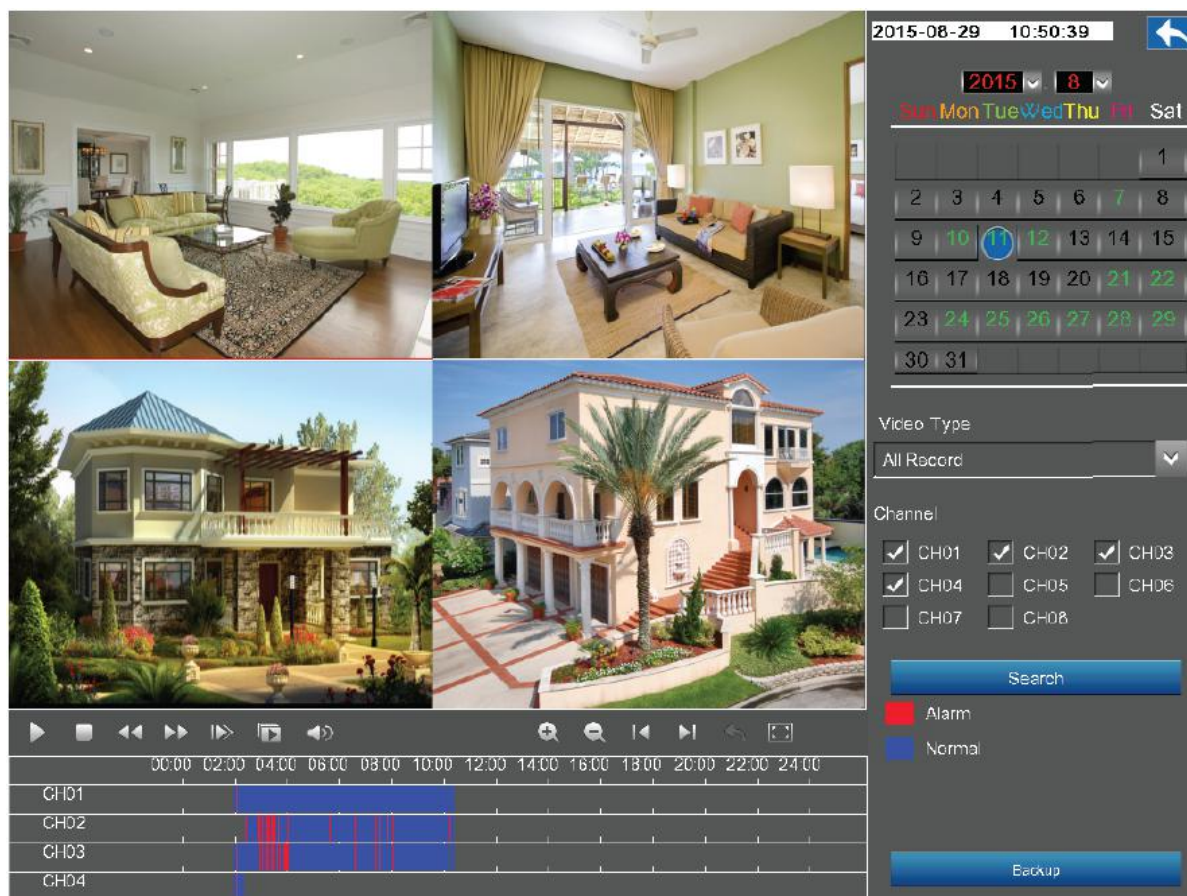 2015-08-29 10:50:39
2015 8
Sun Mon Tue Wed Thu Fri Sat
1
2 3 4 5 6 7 8
9 10 11 12 13 14 15
16 17 18 19 20 21 22
23 24 25 26 27 28 29
30 31
Video Type
All Record
Channel
CH01 CH02 CH03
CH04 CH05 CH06
CH07 CH08
Search
Alarm
Normal
00:00 02:00 04:00 06:00 08:00 10:00 12:00 14:00 16:00 18:00 20:00 22:00 24:00
CH01
CH02
CH03
CH04
Backup